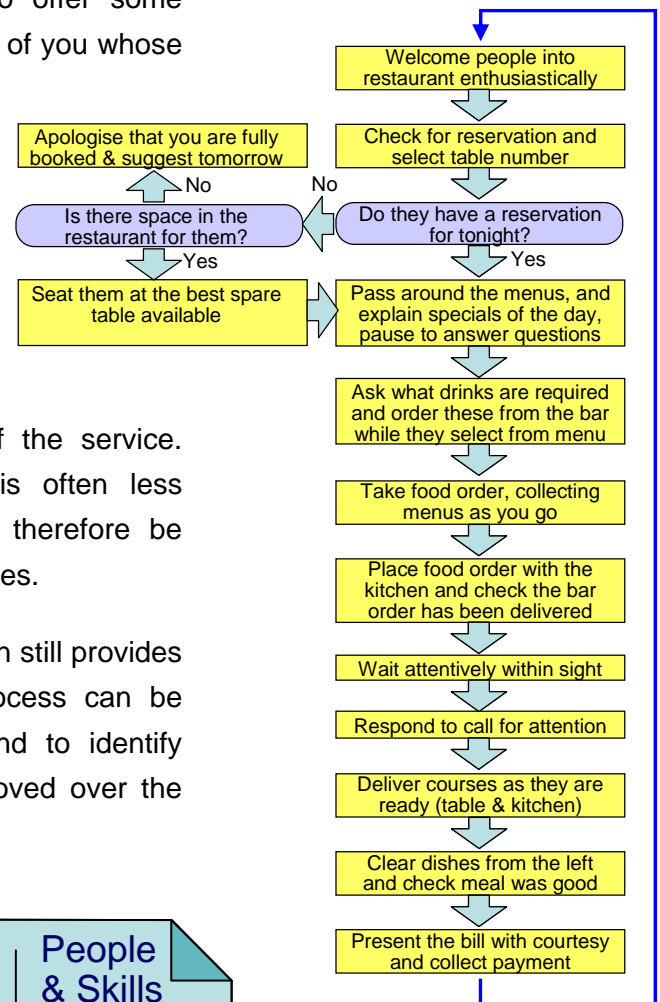 o offer some
of you whose
Welcome people into
restaurant enthusiastically
Check for reservation and
select table number
Apologise that you are fully
booked & suggest tomorrow
No
No
Is there space in the
restaurant for them?
Do they have a reservation
for tonight?
Yes
Yes
Seat them at the best spare
table available
Pass around the menus, and
explain specials of the day,
pause to answer questions
Ask what drinks are required
and order these from the bar
while they select from menu
f the service.
is often less
therefore be
es.
Take food order, collecting
menus as you go
Place food order with the
kitchen and check the bar
order has been delivered
n still provides
ocess can be
nd to identify
oved over the
Wait attentively within sight
Respond to call for attention
Deliver courses as they are
ready (table & kitchen)
Clear dishes from the left
and check meal was good
Present the bill with courtesy
and collect payment
People
& Skills